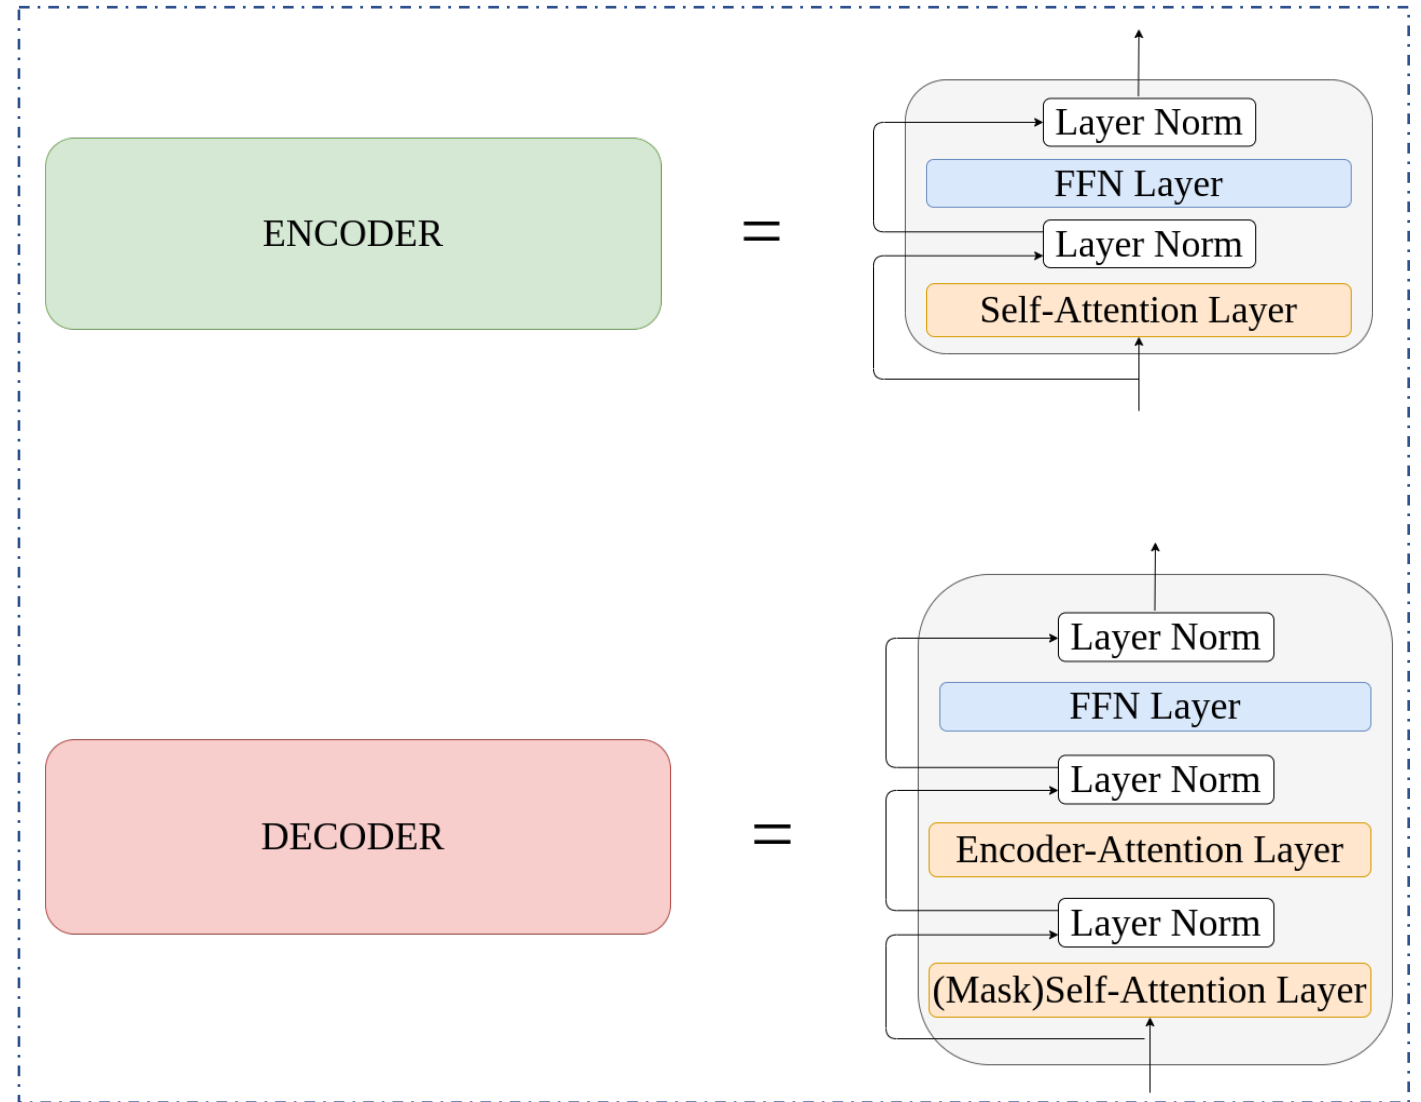 ENCODER
=
Layer Norm
FFN Layer
Layer Norm
Self-Attention Layer
DECODER
=
Layer Norm
FFN Layer
Layer Norm
Encoder-Attention Layer
Layer Norm
(Mask)Self-Attention Layer